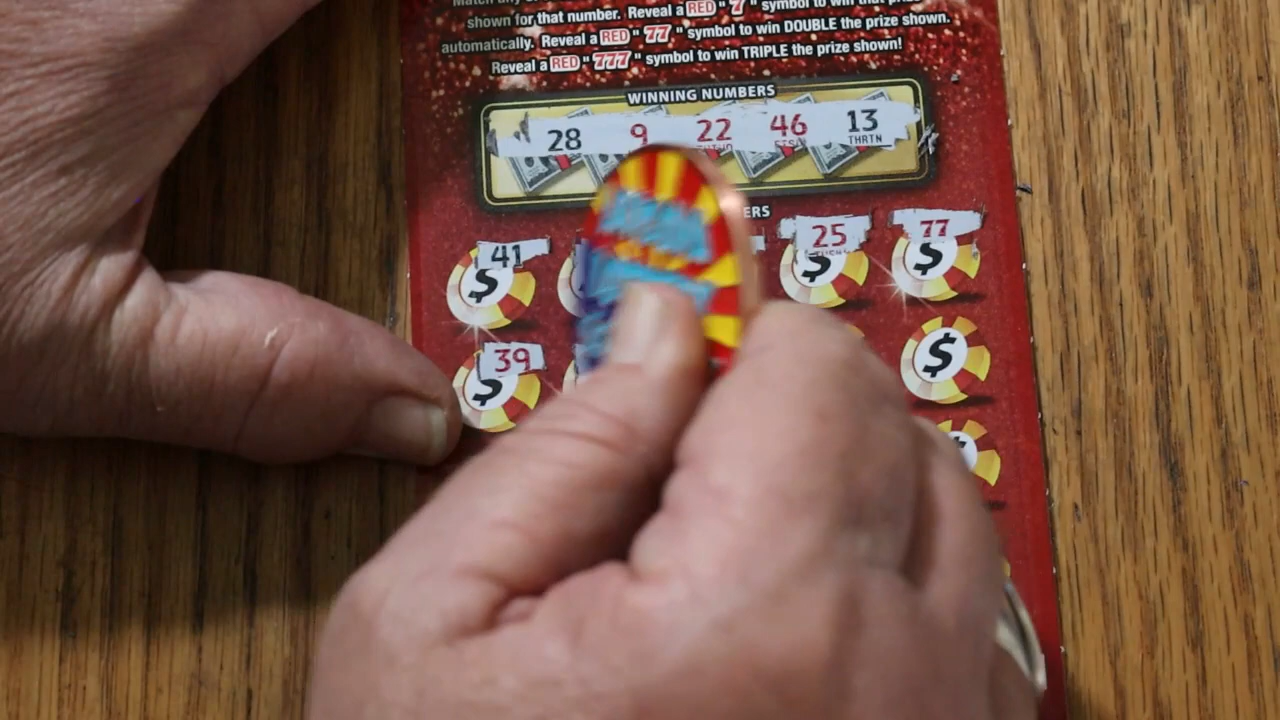 shown for that number. Reveal a RED "7" symbol to win that
automatically. Reveal a RED "77" symbol to win DOUBLE the prize shown.
Reveal a RED "777" symbol to win TRIPLE the prize shown!
WINNING NUMBERS
28 9 22 46 13
THRTN
ERS
41 25 77
$ $ $
39
$ $